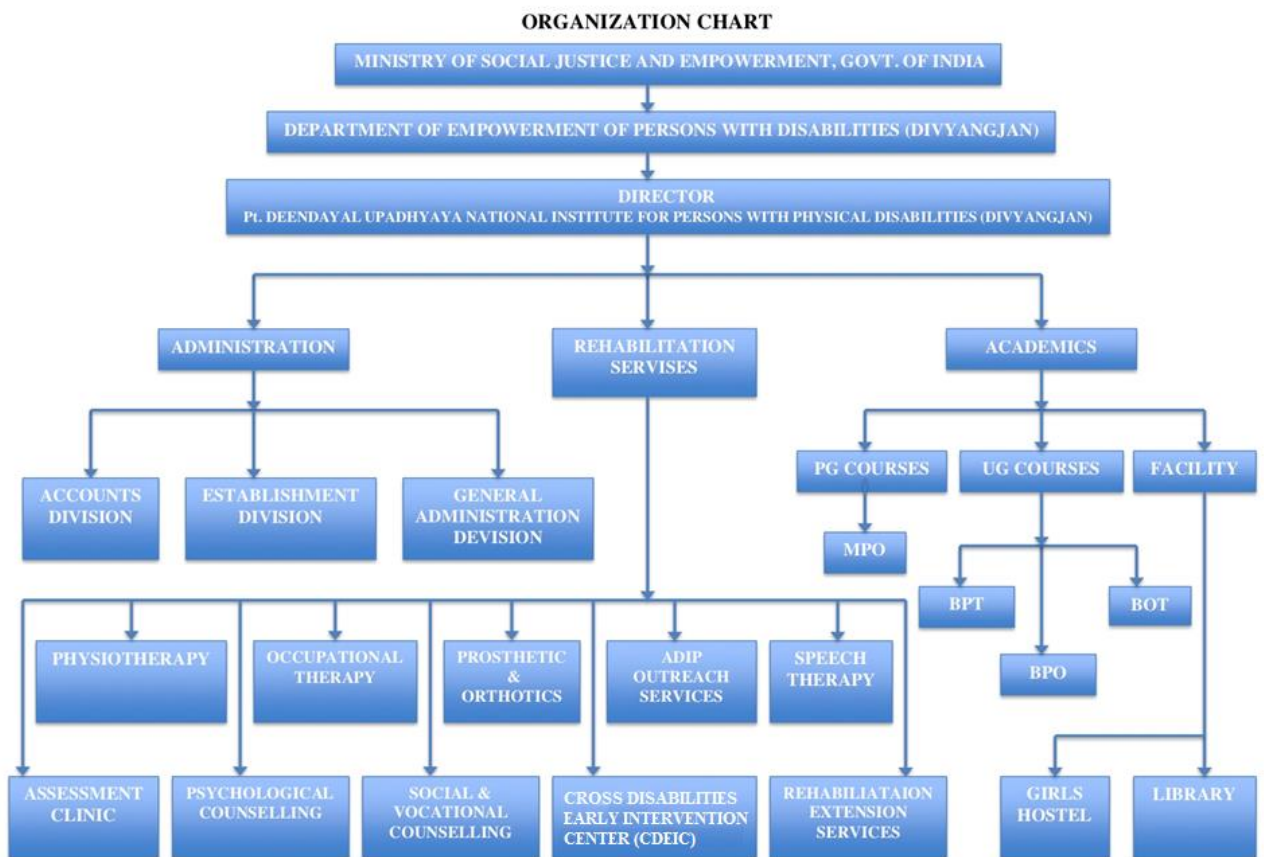 ORGANIZATION CHART
MINISTRY OF SOCIAL JUSTICE AND EMPOWERMENT, GOVT. OF INDIA
DEPARTMENT OF EMPOWERMENT OF PERSONS WITH DISABILITIES (DIVYANGJAN)
DIRECTOR
Pt. DEENDAYAL UPADHYAYA NATIONAL INSTITUTE FOR PERSONS WITH PHYSICAL DISABILITIES (DIVYANGJAN)
ADMINISTRATION
REHABILITATION
SERVISES
ACADEMICS
ACCOUNTS
DIVISION
ESTABLISHMENT
DIVISION
GENERAL
ADMINISTRATION
DEVISION
PG COURSES
UG COURSES
FACILITY
MPO
BPT
BOT
BPO
PHYSIOTHERAPY
OCCUPATIONAL
THERAPY
PROSTHETIC
&
ORTHOTICS
ADIP
OUTREACH
SERVICES
SPEECH
THERAPY
ASSESSMENT
CLINIC
PSYCHOLOGICAL
COUNSELLING
SOCIAL &
VOCATIONAL
COUNSELLING
CROSS DISABILITIES
EARLY INTERVENTION
CENTER (CDEIC)
REHABILIATAION
EXTENSION
SERVICES
GIRLS
HOSTEL
LIBRARY